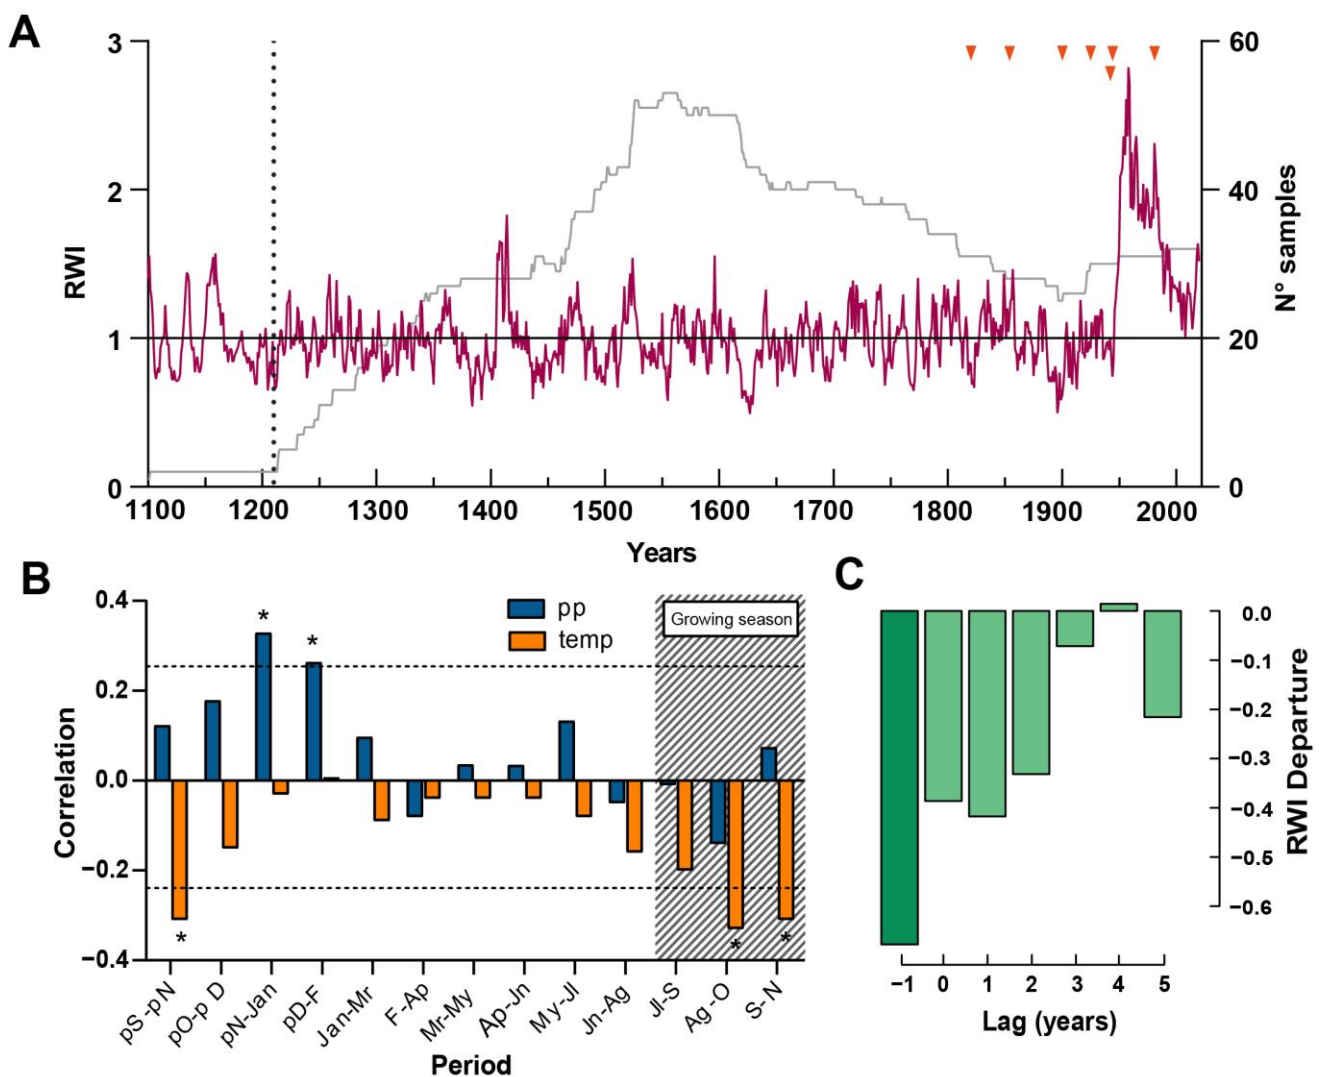 A
3
2
1
0
RWI
60
40
20
0
N° samples
1100 1200 1300 1400 1500 1600 1700 1800 1900 2000
Years
B
0.4
0.2
0.0
−0.2
−0.4
Correlation
pp
temp
Growing season
*
*
*
*
*
pS-pN
pO-p D
pN-Jan
pD-F
Jan-Mr
F-Ap
Mr-My
Ap-Jn
My-Jl
Jn-Ag
Jl-S
Ag-O
S-N
Period
C
0.0
−0.1
−0.2
−0.3
−0.4
−0.5
−0.6
RWI Departure
−1 0 1 2 3 4 5
Lag (years)